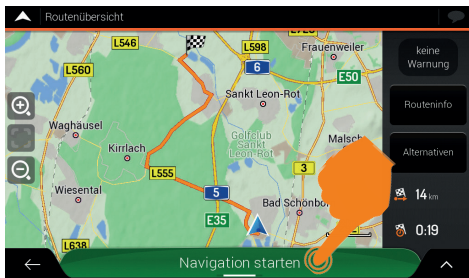 Routenübersicht
L546
L598
Frauenweiler
keine
Warnung
L560
6
E50
Sankt Leon-Rot
Routeninfo
Waghäusel
Kirrlach
Golfclub
Sankt
Leon-Rot
Malsch
Alternativen
L555
3
Wiesental
5
Bad Schönbor
14 km
E35
0:19
L638
Navigation starten